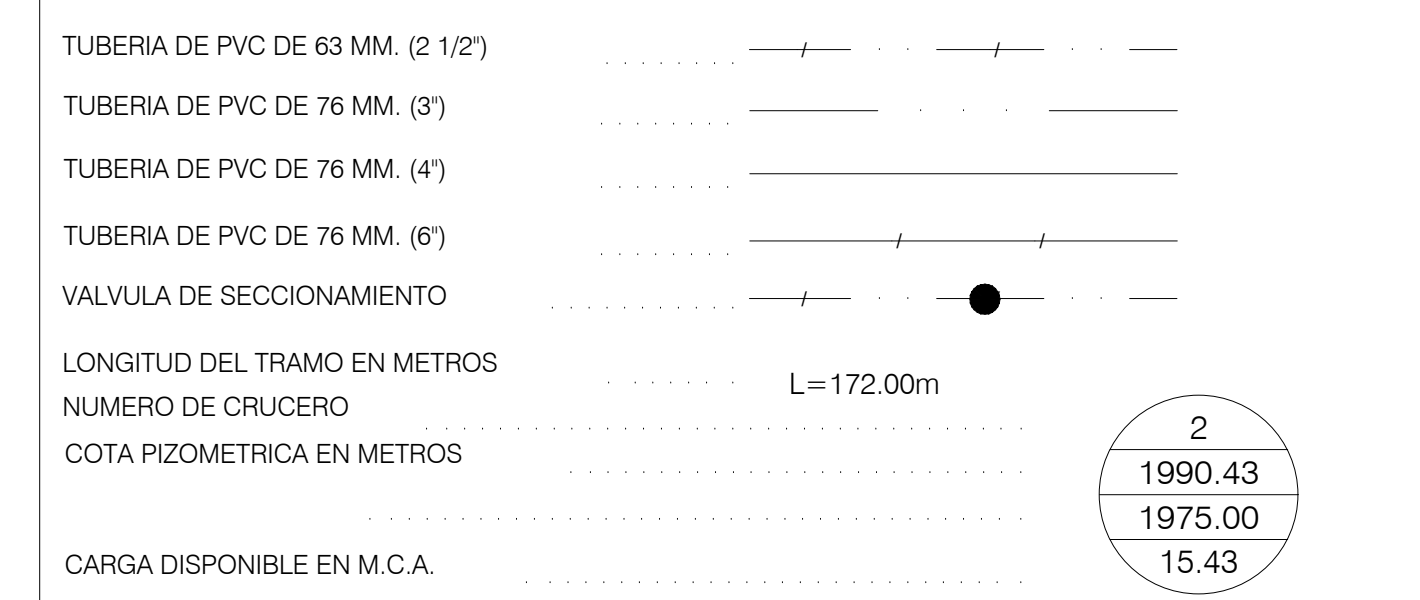 TUBERIA DE PVC DE 63 MM. (2 1/2")
TUBERIA DE PVC DE 76 MM. (3")
TUBERIA DE PVC DE 76 MM. (4")
TUBERIA DE PVC DE 76 MM. (6")
VALVULA DE SECCIONAMIENTO
LONGITUD DEL TRAMO EN METROS
L=172.00m
NUMERO DE CRUCERO
2
COTA PIZOMETRICA EN METROS
1990.43
1975.00
CARGA DISPONIBLE EN M.C.A.
15.43